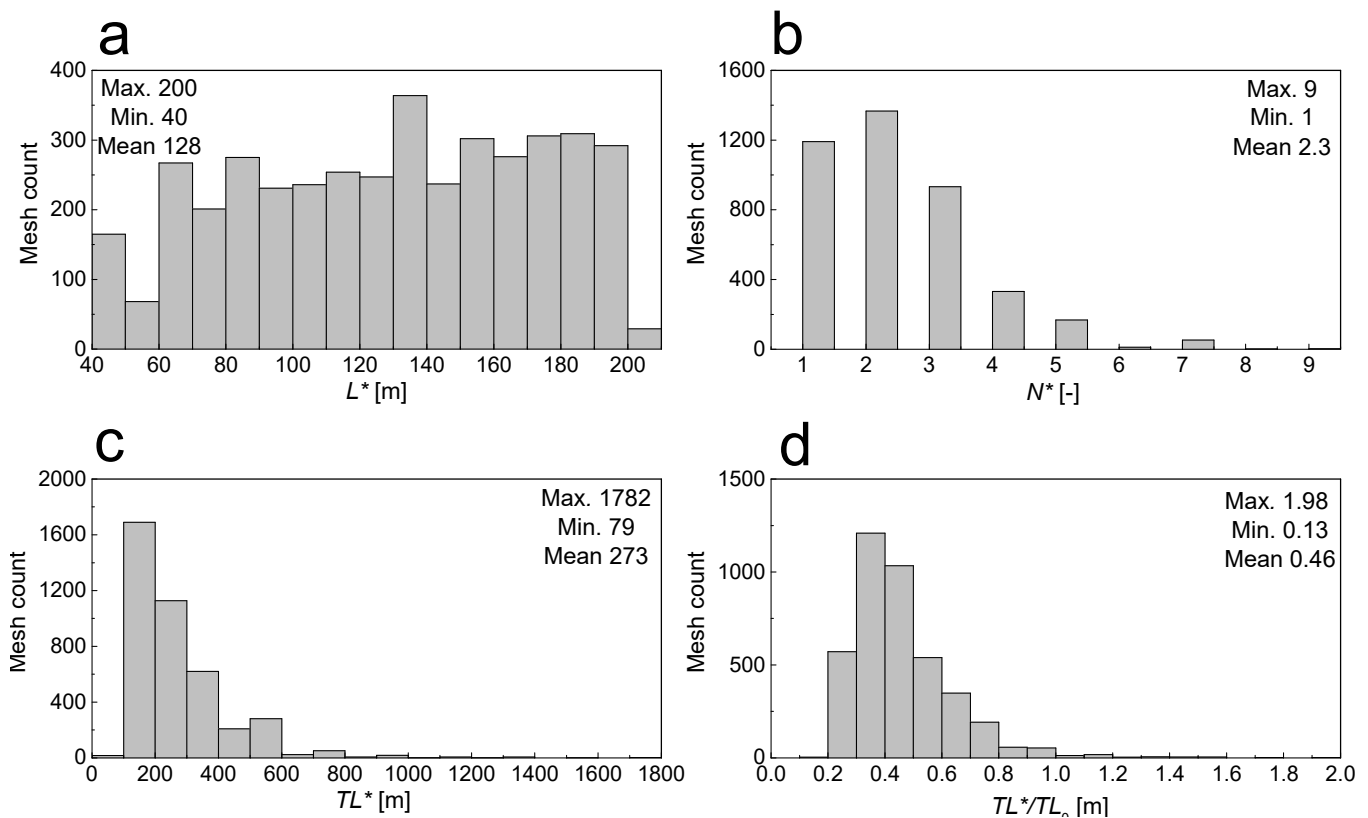 a
400
300
200
100
0
Mesh count
Max. 200
Min. 40
Mean 128
40 60 80 100 120 140 160 180 200
L* [m]
b
1600
1200
800
400
0
Mesh count
Max. 9
Min. 1
Mean 2.3
1 2 3 4 5 6 7 8 9
N* [-]
c
2000
1600
1200
800
400
0
Mesh count
Max. 1782
Min. 79
Mean 273
0 200 400 600 800 1000 1200 1400 1600 1800
TL* [m]
d
1500
1000
500
0
Mesh count
Max. 1.98
Min. 0.13
Mean 0.46
0.0 0.2 0.4 0.6 0.8 1.0 1.2 1.4 1.6 1.8 2.0
TL*/TL₀ [m]